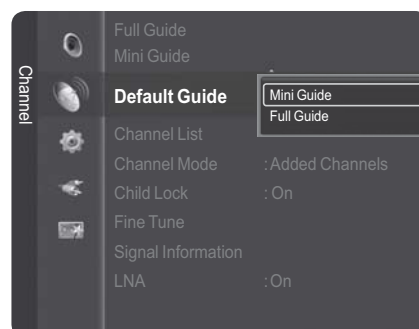 Channel
Full Guide
Mini Guide
Default Guide
Mini Guide
Full Guide
Channel List
Channel Mode : Added Channels
Child Lock : On
Fine Tune
Signal Information
LNA : On